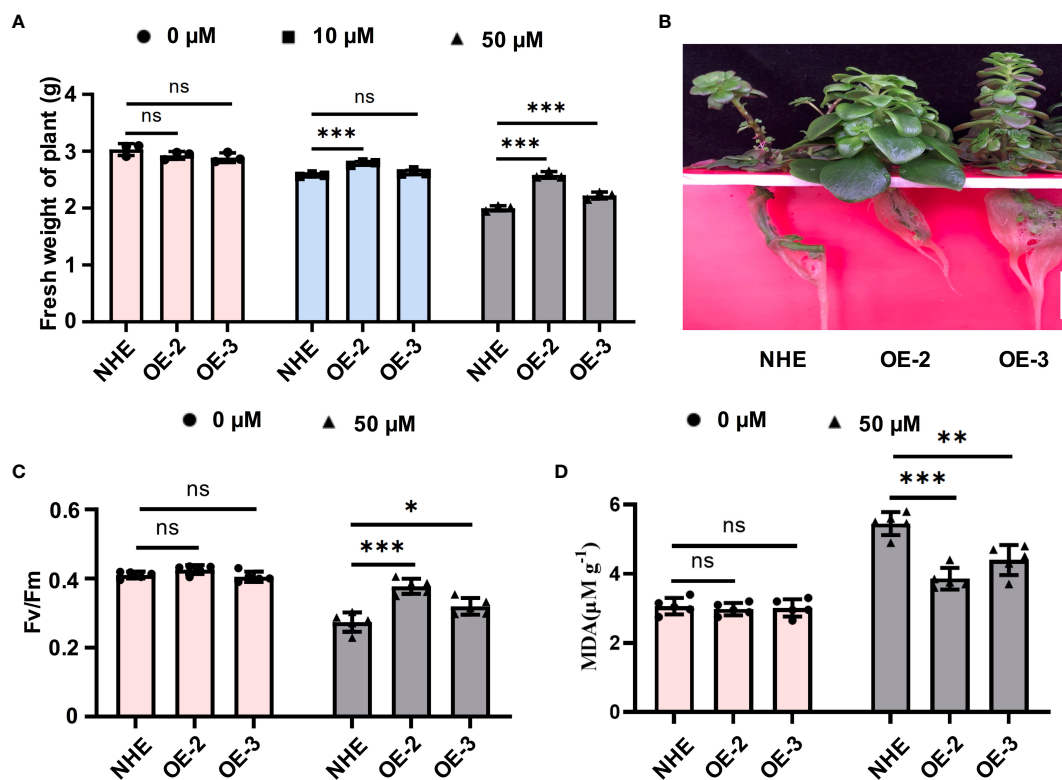 A
B
0 μM 10 μM 50 μM
Fresh weight of plant (g)
4
3
2
1
0
ns
ns
ns
***
***
***
NHE OE-2 OE-3 NHE OE-2 OE-3 NHE OE-2 OE-3
NHE OE-2 OE-3
C
0 μM 50 μM
Fv/Fm
0.6
0.4
0.2
0
ns
ns
*
***
NHE OE-2 OE-3 NHE OE-2 OE-3
D
0 μM 50 μM
MDA(μM g⁻¹)
6
4
2
0
ns
ns
**
***
NHE OE-2 OE-3 NHE OE-2 OE-3